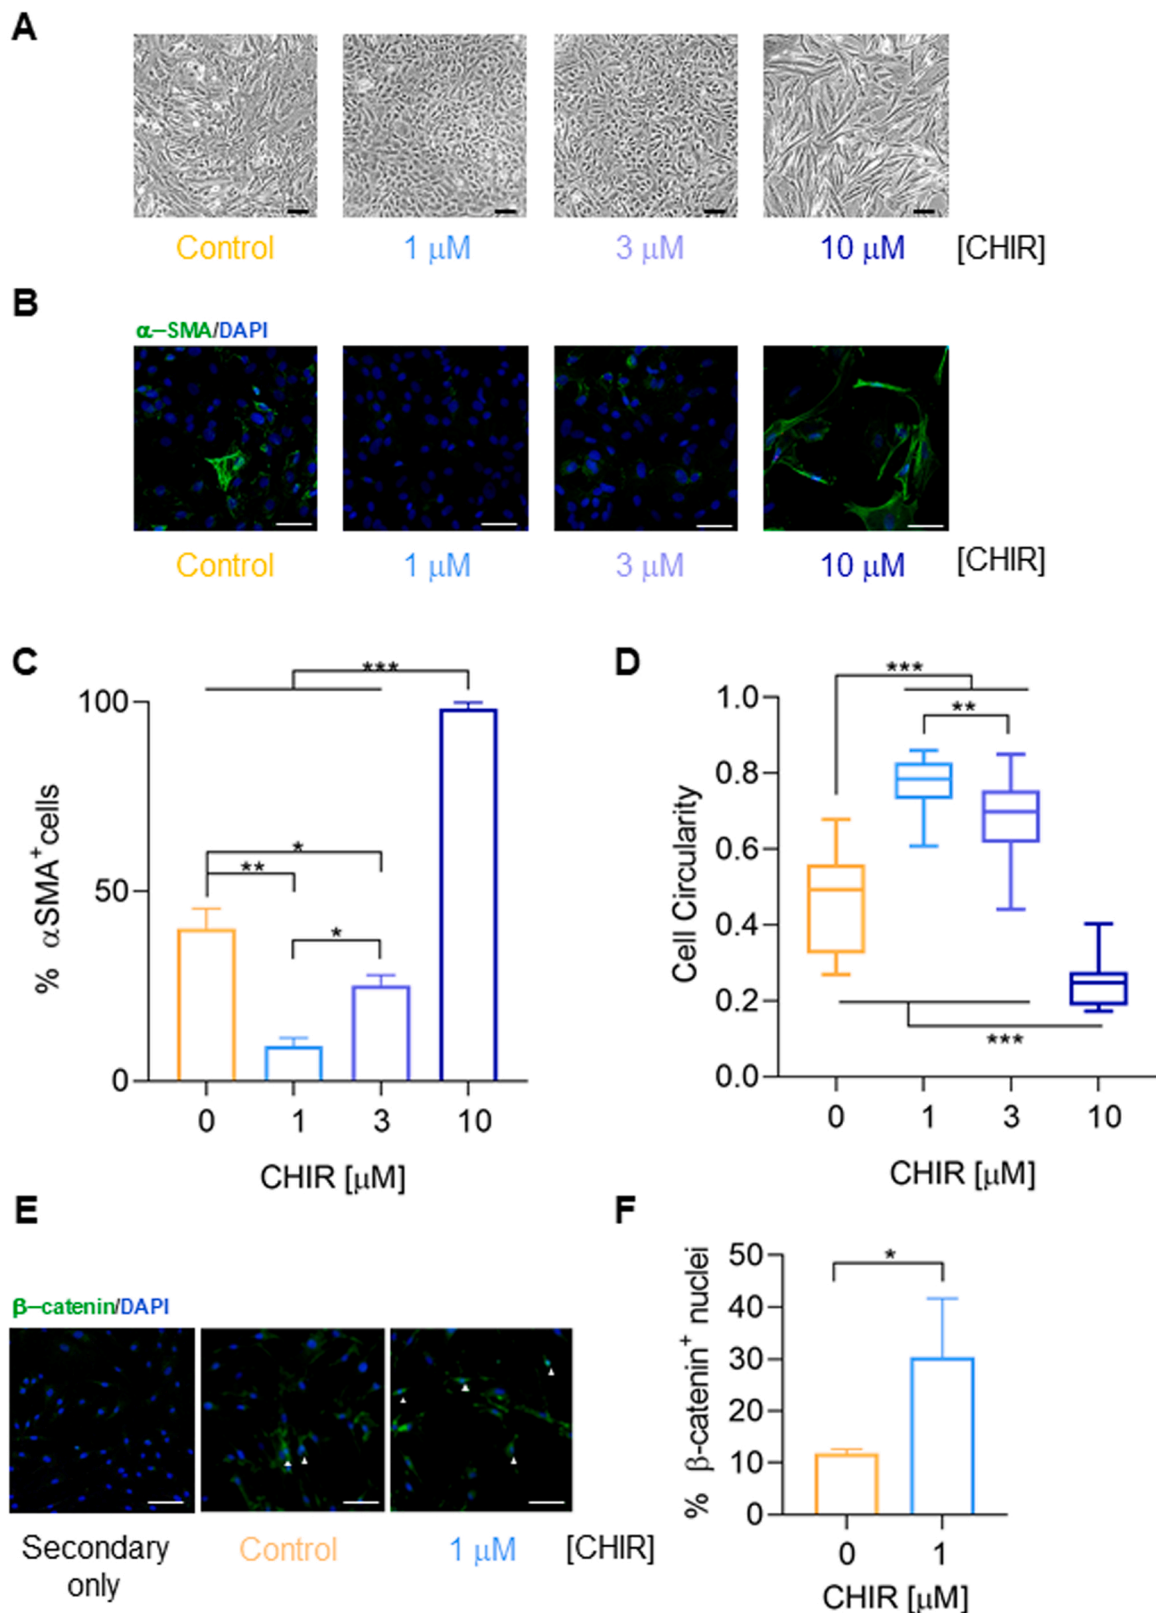 A
Control 1 μM 3 μM 10 μM [CHIR]
B
α–SMA/DAPI
Control 1 μM 3 μM 10 μM [CHIR]
C
***
100
% αSMA+cells
*
**
50
*
0
0 1 3 10
CHIR [μM]
D
***
1.0
**
0.8
Cell Circularity
0.6
0.4
0.2
***
0.0
0 1 3 10
CHIR [μM]
E
β–catenin/DAPI
Secondary only
Control 1 μM [CHIR]
F
% β-catenin+ nuclei
50
*
40
30
20
10
0
0 1
CHIR [μM]